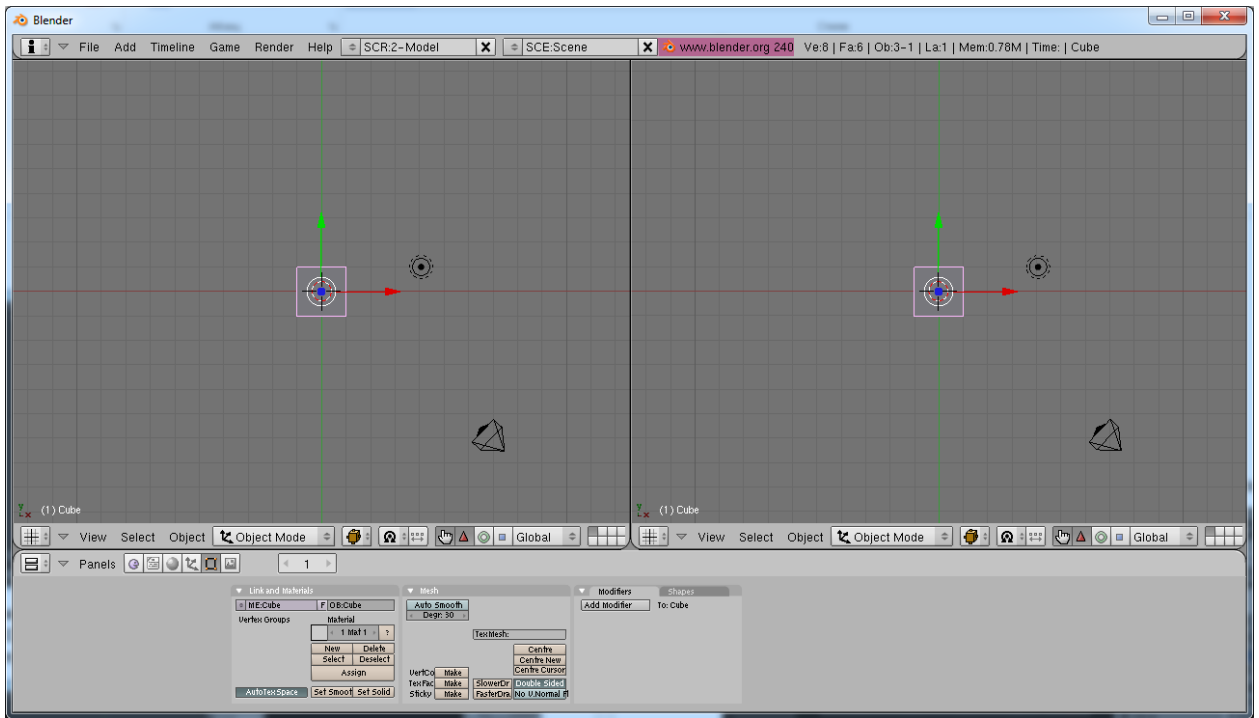 Blender
File Add Timeline Game Render Help SCR:2-Model X SCE:Scene X www.blender.org 240 Ve:8 | Fa:6 | Ob:3-1 | La:1 | Mem:0.78M | Time: | Cube
y x (1) Cube
y x (1) Cube
View Select Object Object Mode Global
View Select Object Object Mode Global
Panels 1
Link and Materials
ME:Cube F OB:Cube
Vertex Groups Material
1 Mat 1 ?
New Delete
Select Deselect
Assign
AutoTexSpace Set Smoot Set Solid
Mesh
Auto Smooth
Degr: 30
TexMesh:
Centre
Centre New
Centre Cursor
VertCo Make
TexFac Make SlowerDr Double Sided
Sticky Make FasterDra No V.Normal Fl
Modifiers Shapes
Add Modifier To: Cube